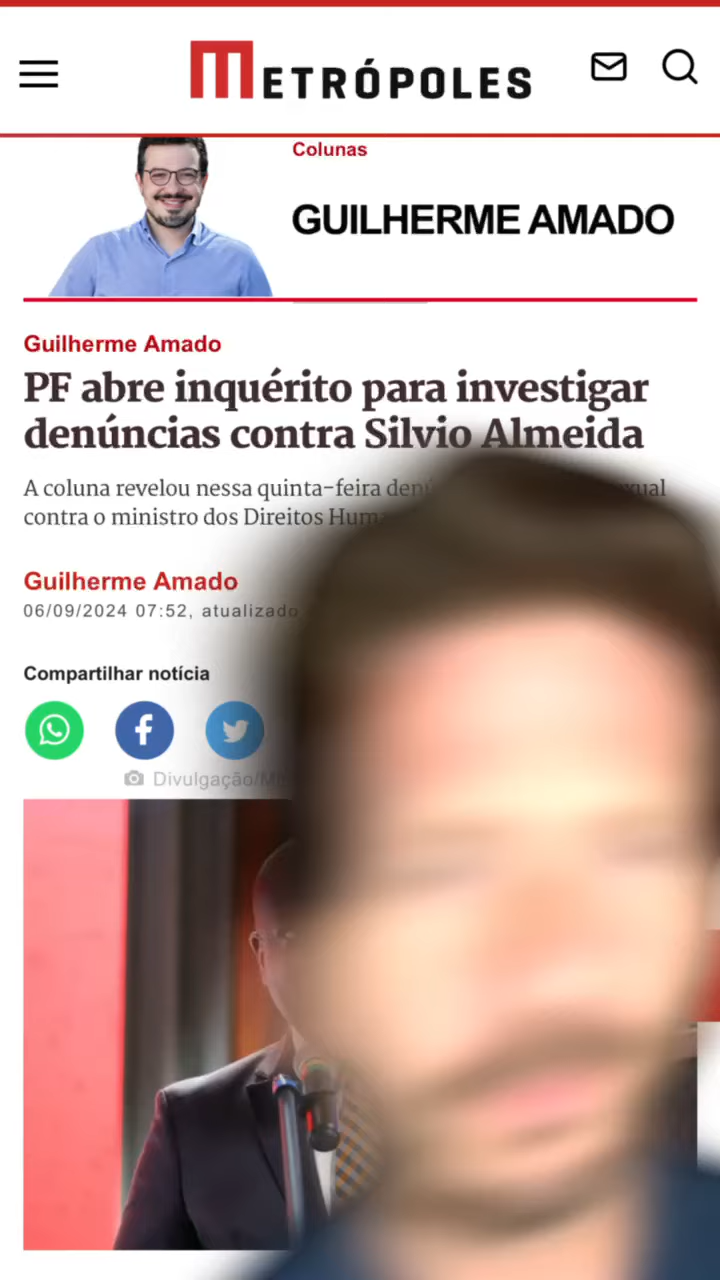 METRÓPOLES
Colunas
GUILHERME AMADO
Guilherme Amado
PF abre inquérito para investigar
denúncias contra Silvio Almeida
A coluna revelou nessa quinta-feira
contra o ministro dos Direitos
Guilherme Amado
06/09/2024 07:52, atualizado
Compartilhar notícia
Divulgação/